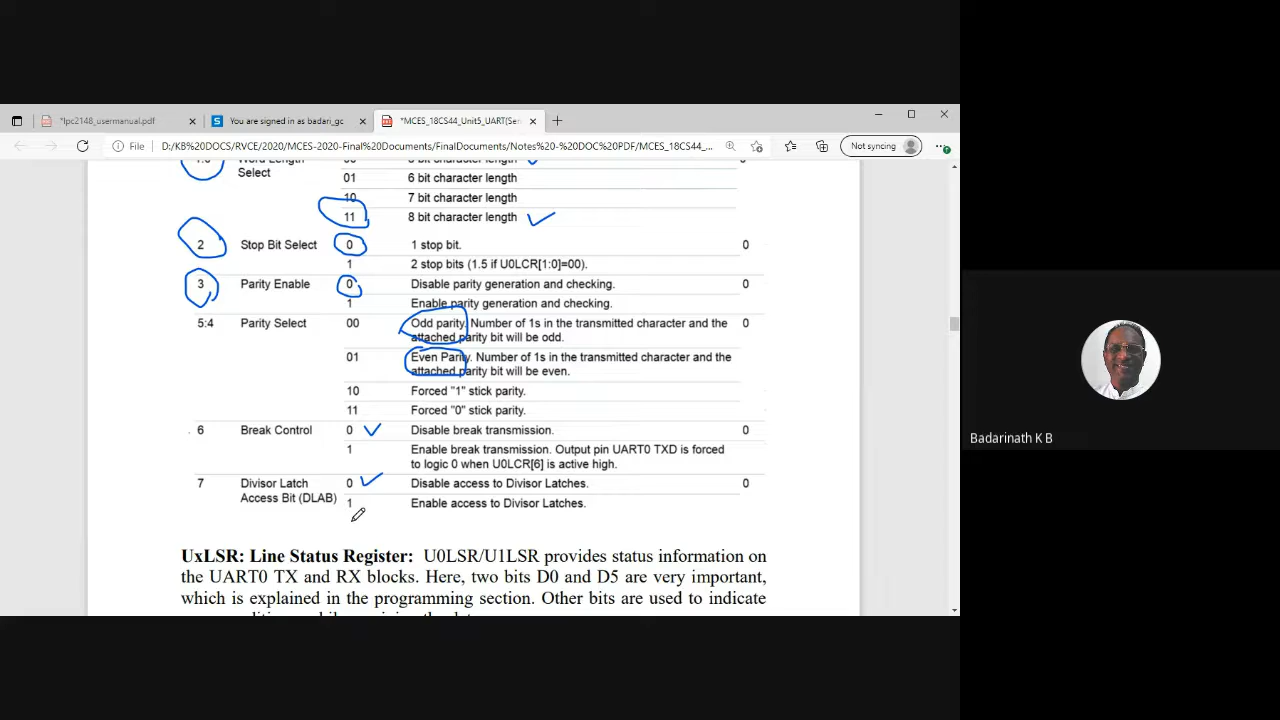 *lpc2148_usermanual.pdf
You are signed in as badari_gc
*MCES_18CS44_Unit5_UART(Ser
File
D:/KB%20DOCS/RVCE/2020/MCES-2020-Final%20Documents/FinalDocuments/Notes%20-%20DOC%20PDF/MCES_18CS44_...
Not syncing
Word Length
Select
01 6 bit character length
10 7 bit character length
11 8 bit character length
2 Stop Bit Select 0 1 stop bit. 0
1 2 stop bits (1.5 if U0LCR[1:0]=00).
3 Parity Enable 0 Disable parity generation and checking. 0
1 Enable parity generation and checking.
5:4 Parity Select 00 Odd parity. Number of 1s in the transmitted character and the 0
attached parity bit will be odd.
01 Even Parity. Number of 1s in the transmitted character and the
attached parity bit will be even.
10 Forced "1" stick parity.
11 Forced "0" stick parity.
6 Break Control 0 Disable break transmission. 0
1 Enable break transmission. Output pin UART0 TXD is forced
to logic 0 when U0LCR[6] is active high.
7 Divisor Latch 0 Disable access to Divisor Latches. 0
Access Bit (DLAB) 1 Enable access to Divisor Latches.
UxLSR: Line Status Register: U0LSR/U1LSR provides status information on
the UART0 TX and RX blocks. Here, two bits D0 and D5 are very important,
which is explained in the programming section. Other bits are used to indicate
Badarinath K B